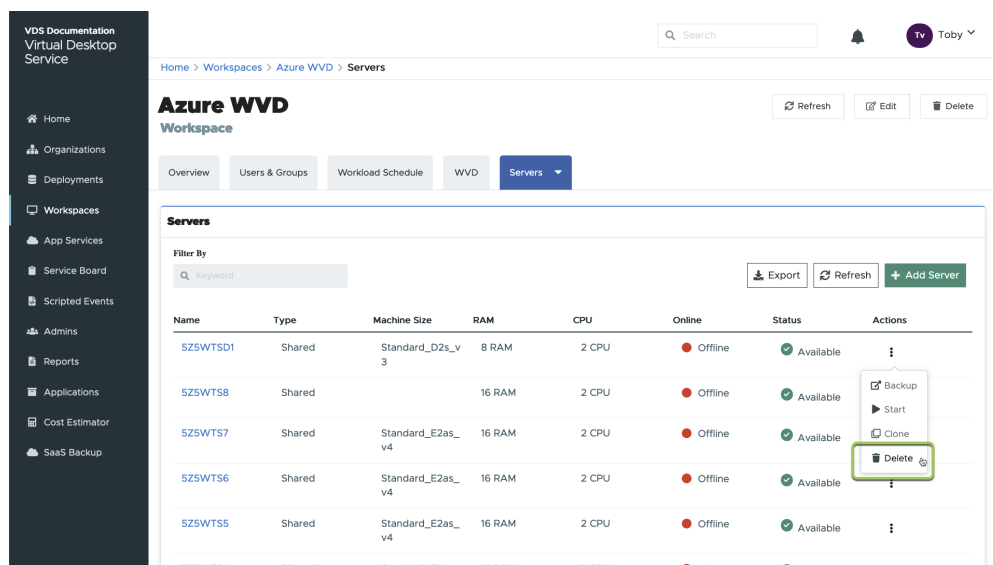 VDS Documentation
Virtual Desktop
Service
Search
Tv
Toby
Home > Workspaces > Azure WVD > Servers
Home
Organizations
Deployments
Workspaces
App Services
Service Board
Scripted Events
Admins
Reports
Applications
Cost Estimator
SaaS Backup
Azure WVD
Workspace
Refresh
Edit
Delete
Overview
Users & Groups
Workload Schedule
WVD
Servers
Servers
Filter By
Keyword
Export
Refresh
Add Server
Name Type Machine Size RAM CPU Online Status Actions
5Z5WTSD1 Shared Standard_D2s_v 8 RAM 2 CPU Offline Available
3
5Z5WTS8 Shared 16 RAM 2 CPU Offline Available
5Z5WTS7 Shared Standard_E2as_ 16 RAM 2 CPU Offline Available
v4
5Z5WTS6 Shared Standard_E2as_ 16 RAM 2 CPU Offline Available
v4
5Z5WTS5 Shared Standard_E2as_ 16 RAM 2 CPU Offline Available
v4
Backup
Start
Clone
Delete